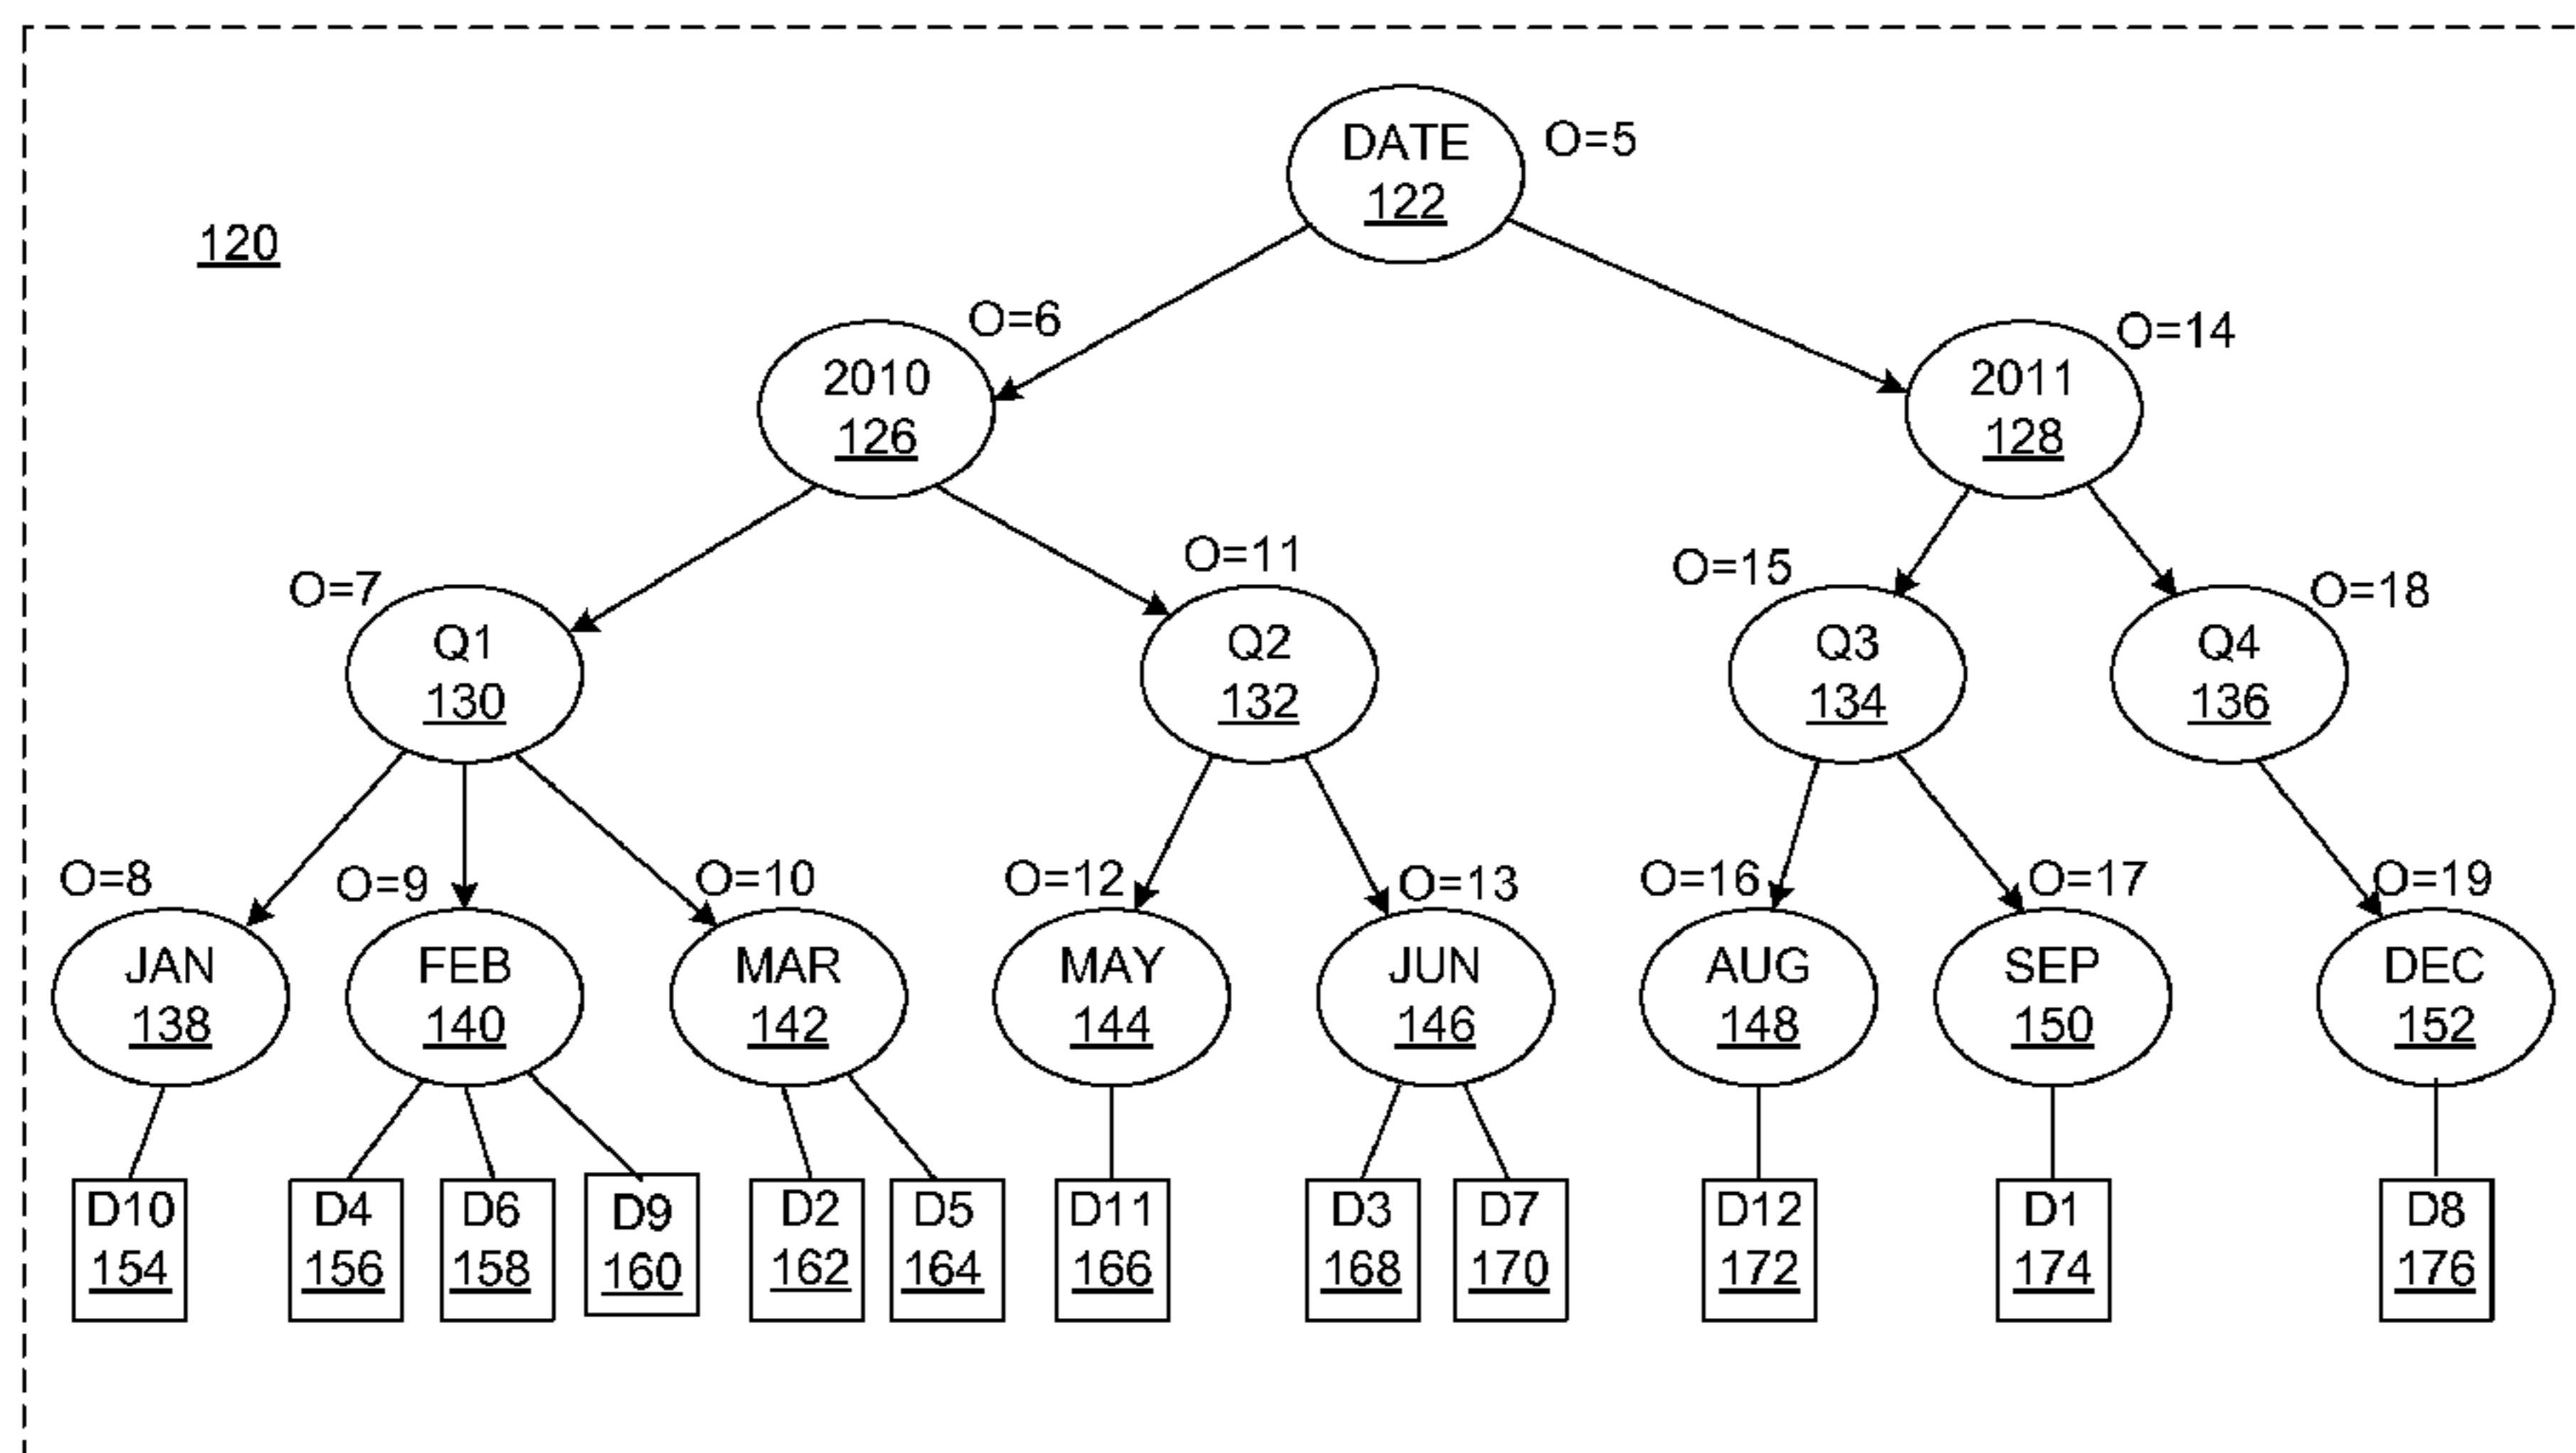 DATE
122
O=5
120
O=6
2010
126
O=14
2011
128
O=7
Q1
130
O=11
Q2
132
O=15
Q3
134
O=18
Q4
136
O=8
JAN
138
O=9
FEB
140
O=10
MAR
142
O=12
MAY
144
O=13
JUN
146
O=16
AUG
148
O=17
SEP
150
O=19
DEC
152
D10
154
D4
156
D6
158
D9
160
D2
162
D5
164
D11
166
D3
168
D7
170
D12
172
D1
174
D8
176